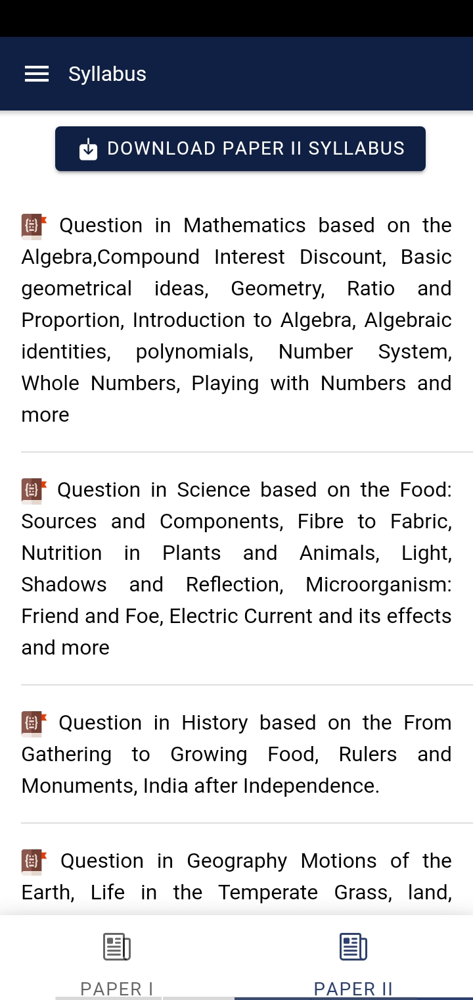 Syllabus
DOWNLOAD PAPER II SYLLABUS
Question in Mathematics based on the
Algebra,Compound Interest Discount, Basic
geometrical ideas, Geometry, Ratio and
Proportion, Introduction to Algebra, Algebraic
identities, polynomials, Number System,
Whole Numbers, Playing with Numbers and
more
Question in Science based on the Food:
Sources and Components, Fibre to Fabric,
Nutrition in Plants and Animals, Light,
Shadows and Reflection, Microorganism:
Friend and Foe, Electric Current and its effects
and more
Question in History based on the From
Gathering to Growing Food, Rulers and
Monuments, India after Independence.
Question in Geography Motions of the
Earth, Life in the Temperate Grass, land,
PAPER I
PAPER II